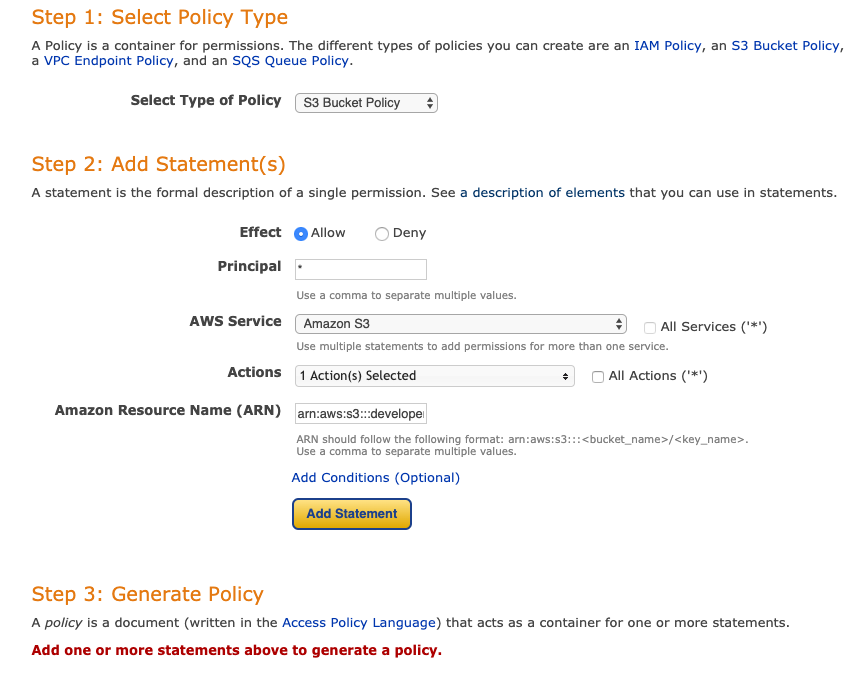 Step 1: Select Policy Type
A Policy is a container for permissions. The different types of policies you can create are an IAM Policy, an S3 Bucket Policy,
a VPC Endpoint Policy, and an SQS Queue Policy.
Select Type of Policy S3 Bucket Policy
Step 2: Add Statement(s)
A statement is the formal description of a single permission. See a description of elements that you can use in statements.
Effect Allow Deny
Principal *
Use a comma to separate multiple values.
AWS Service Amazon S3 All Services ('*')
Use multiple statements to add permissions for more than one service.
Actions 1 Action(s) Selected All Actions ('*')
Amazon Resource Name (ARN) arn:aws:s3:::develope
ARN should follow the following format: arn:aws:s3:::<bucket_name>/<key_name>.
Use a comma to separate multiple values.
Add Conditions (Optional)
Add Statement
Step 3: Generate Policy
A policy is a document (written in the Access Policy Language) that acts as a container for one or more statements.
Add one or more statements above to generate a policy.